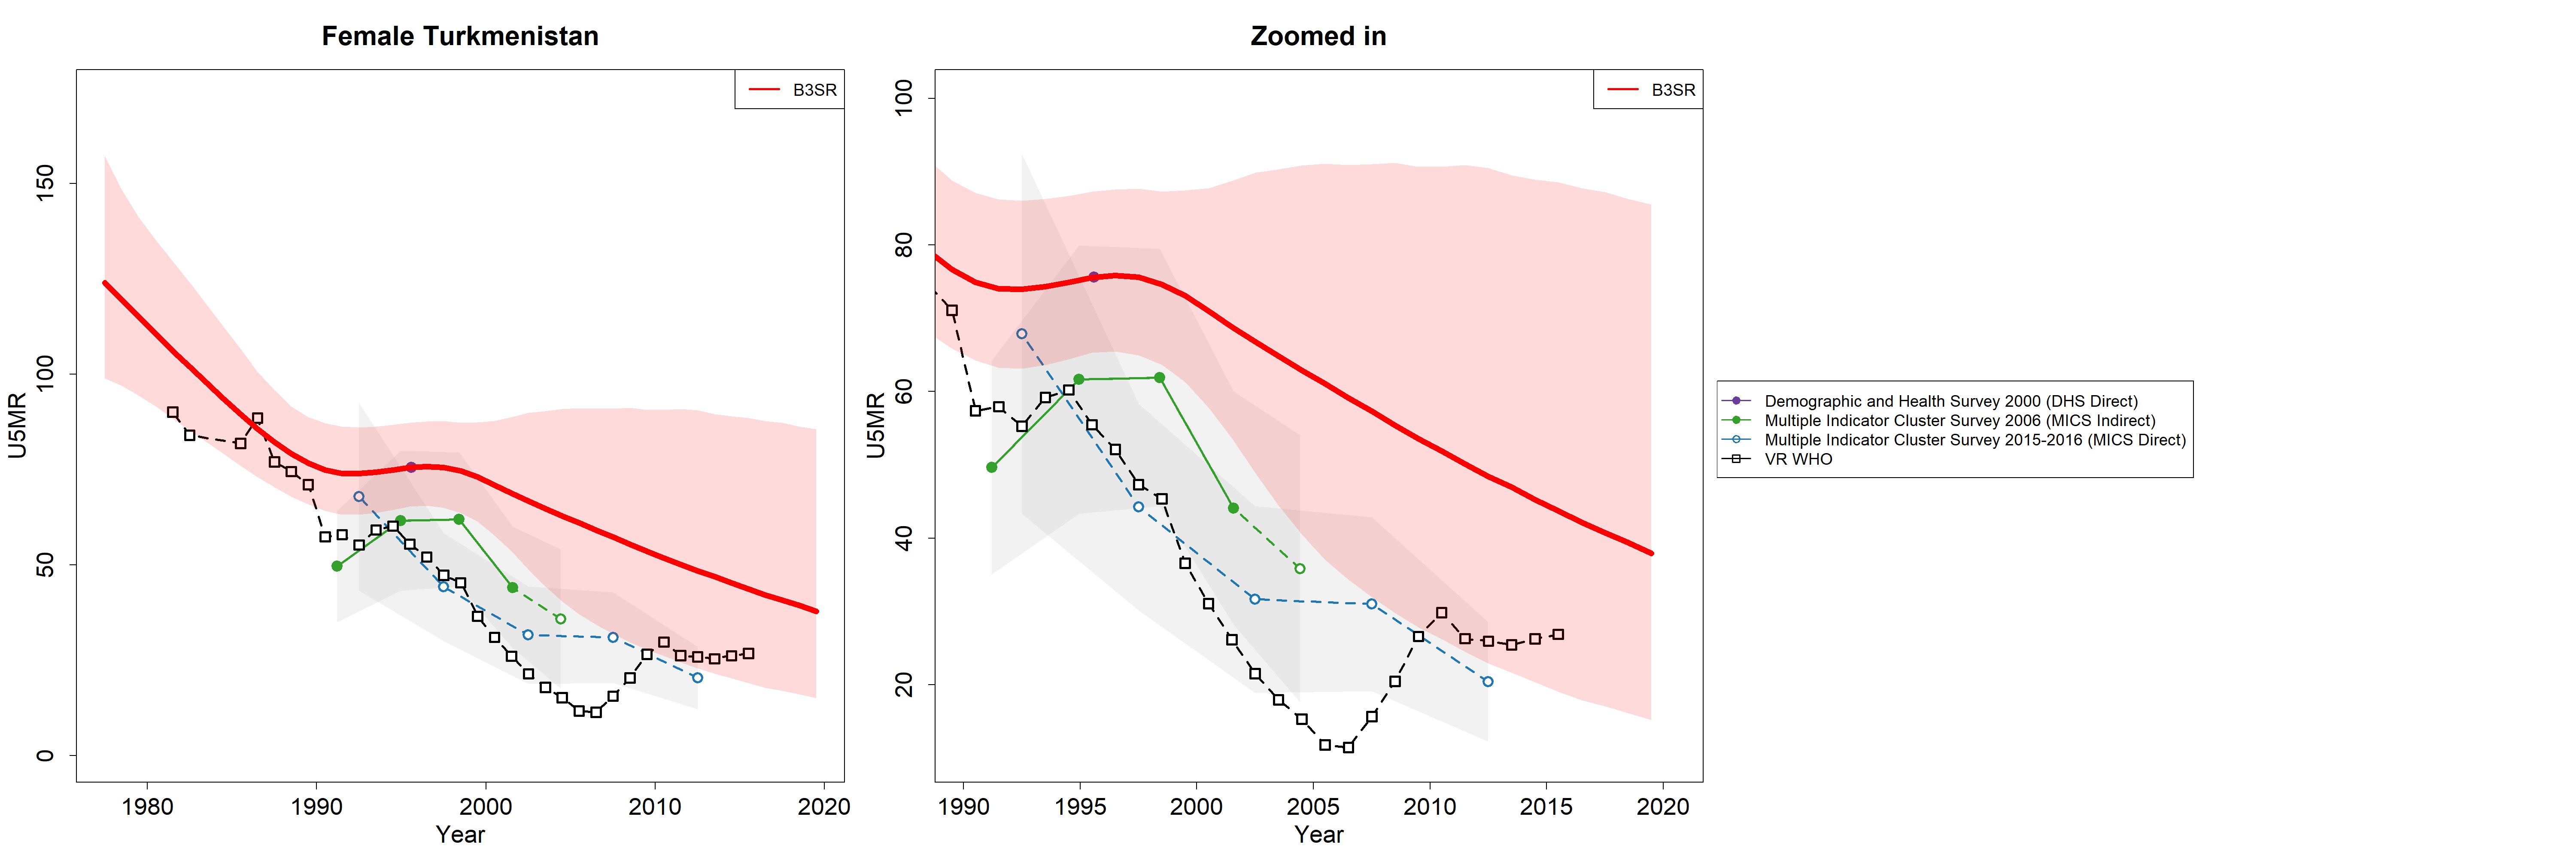 Female Turkmenistan
B3SR
U5MR
150
100
50
0
1980
1990
2000
2010
2020
Year
Zoomed in
B3SR
U5MR
100
80
60
40
20
1990
1995
2000
2005
2010
2015
2020
Year
Demographic and Health Survey 2000 (DHS Direct)
Multiple Indicator Cluster Survey 2006 (MICS Indirect)
Multiple Indicator Cluster Survey 2015-2016 (MICS Direct)
VR WHO